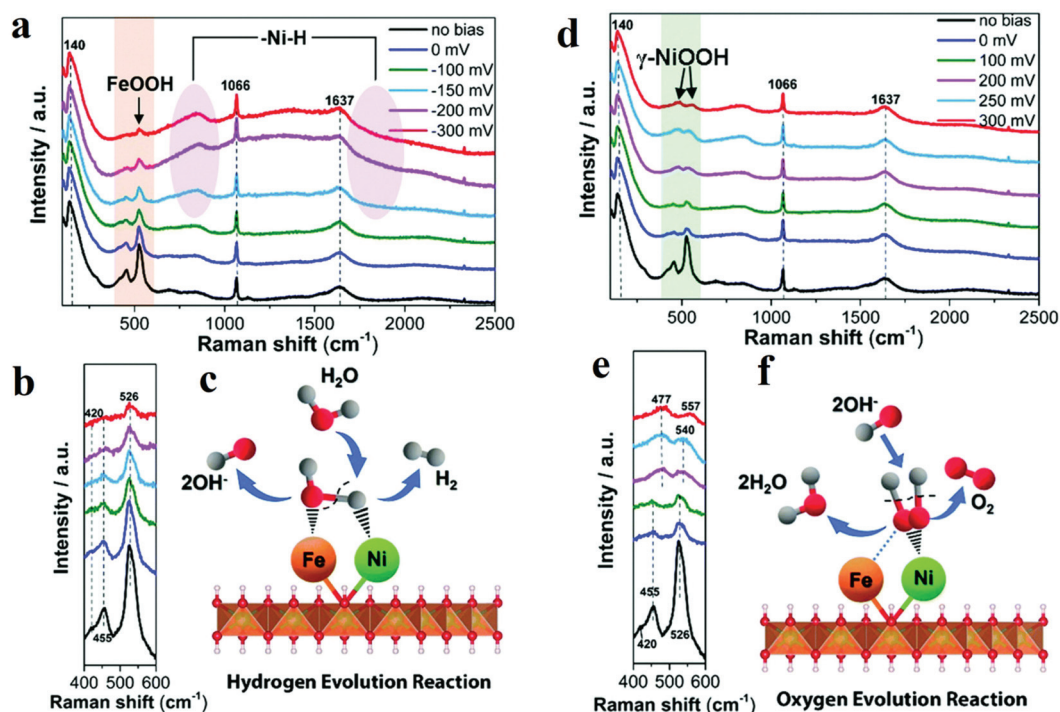 a
140
FeOOH
-Ni-H
1066
1637
no bias
0 mV
-100 mV
-150 mV
-200 mV
-300 mV
Intensity / a.u.
500 1000 1500 2000 2500
Raman shift (cm⁻¹)
d
140
γ-NiOOH
1066
1637
no bias
0 mV
100 mV
200 mV
250 mV
300 mV
Intensity / a.u.
500 1000 1500 2000 2500
Raman shift (cm⁻¹)
b
420
526
455
Intensity / a.u.
400 500 600
Raman shift (cm⁻¹)
c
H₂O
2OH⁻
H₂
Fe
Ni
Hydrogen Evolution Reaction
e
477
557
540
455
420
526
Intensity / a.u.
400 500 600
Raman shift (cm⁻¹)
f
2OH⁻
2H₂O
O₂
Fe
Ni
Oxygen Evolution Reaction